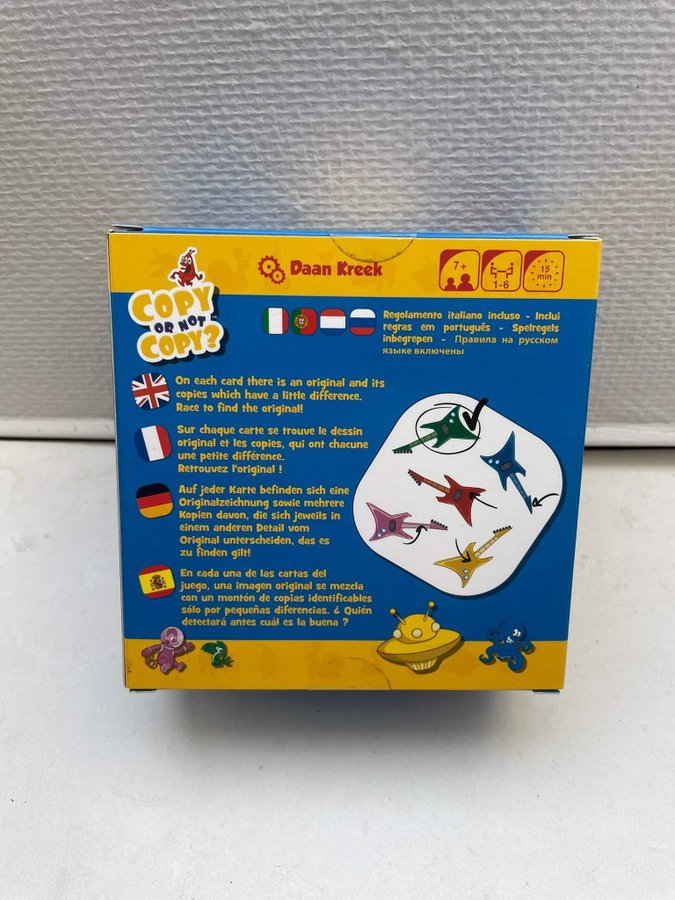 COPY
OR NOT
COPY?
TM
Daan Kreek
7+
1-6
15
min
Regolamento italiano incluso - Inclui
regras em português - Spelregels
inbegrepen - Правила на русском
языке включены
On each card there is an original and its
copies which have a little difference.
Race to find the original!
Sur chaque carte se trouve le dessin
original et les copies, qui ont chacune
une petite différence.
Retrouvez l'original !
Auf jeder Karte befinden sich eine
Originalzeichnung sowie mehrere
Kopien davon, die sich jeweils in
einem anderen Detail vom
Original unterscheiden, das es
zu finden gilt!
En cada una de las cartas del
juego, una imagen original se mezcla
con un montón de copias identificables
sólo por pequeñas diferencias. ¿ Quién
detectará antes cuál es la buena ?